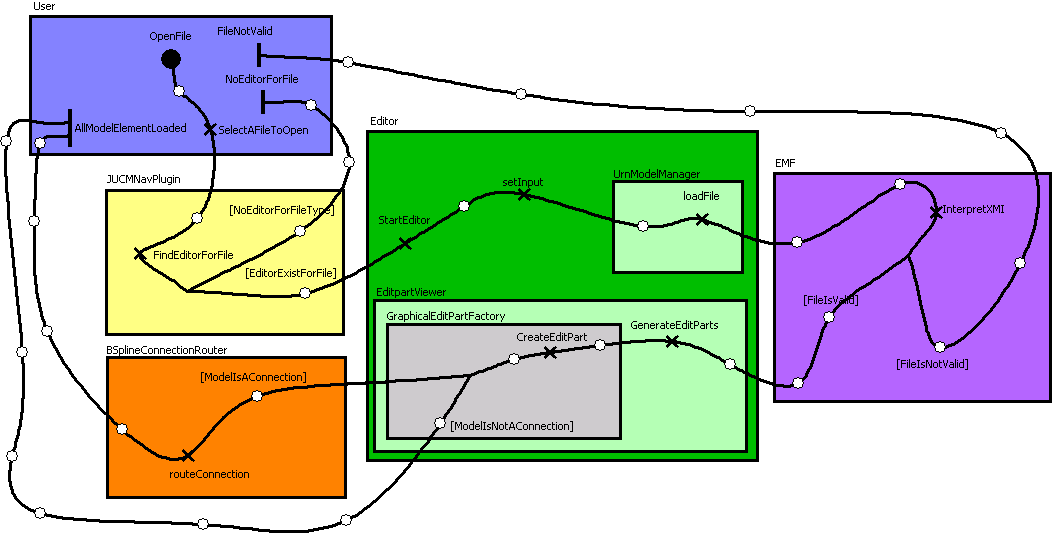 User
OpenFile
FileNotValid
NoEditorForFile
AllModelElementLoaded
SelectAFileToOpen
JUCMNavPlugin
[NoEditorForFileType]
FindEditorForFile
[EditorExistForFile]
Editor
setInput
StartEditor
UrnModelManager
loadFile
EMF
InterpretXMI
[FileIsValid]
[FileIsNotValid]
EditpartViewer
GraphicalEditPartFactory
CreateEditPart
GenerateEditParts
[ModelIsNotAConnection]
BSplineConnectionRouter
[ModelIsAConnection]
routeConnection